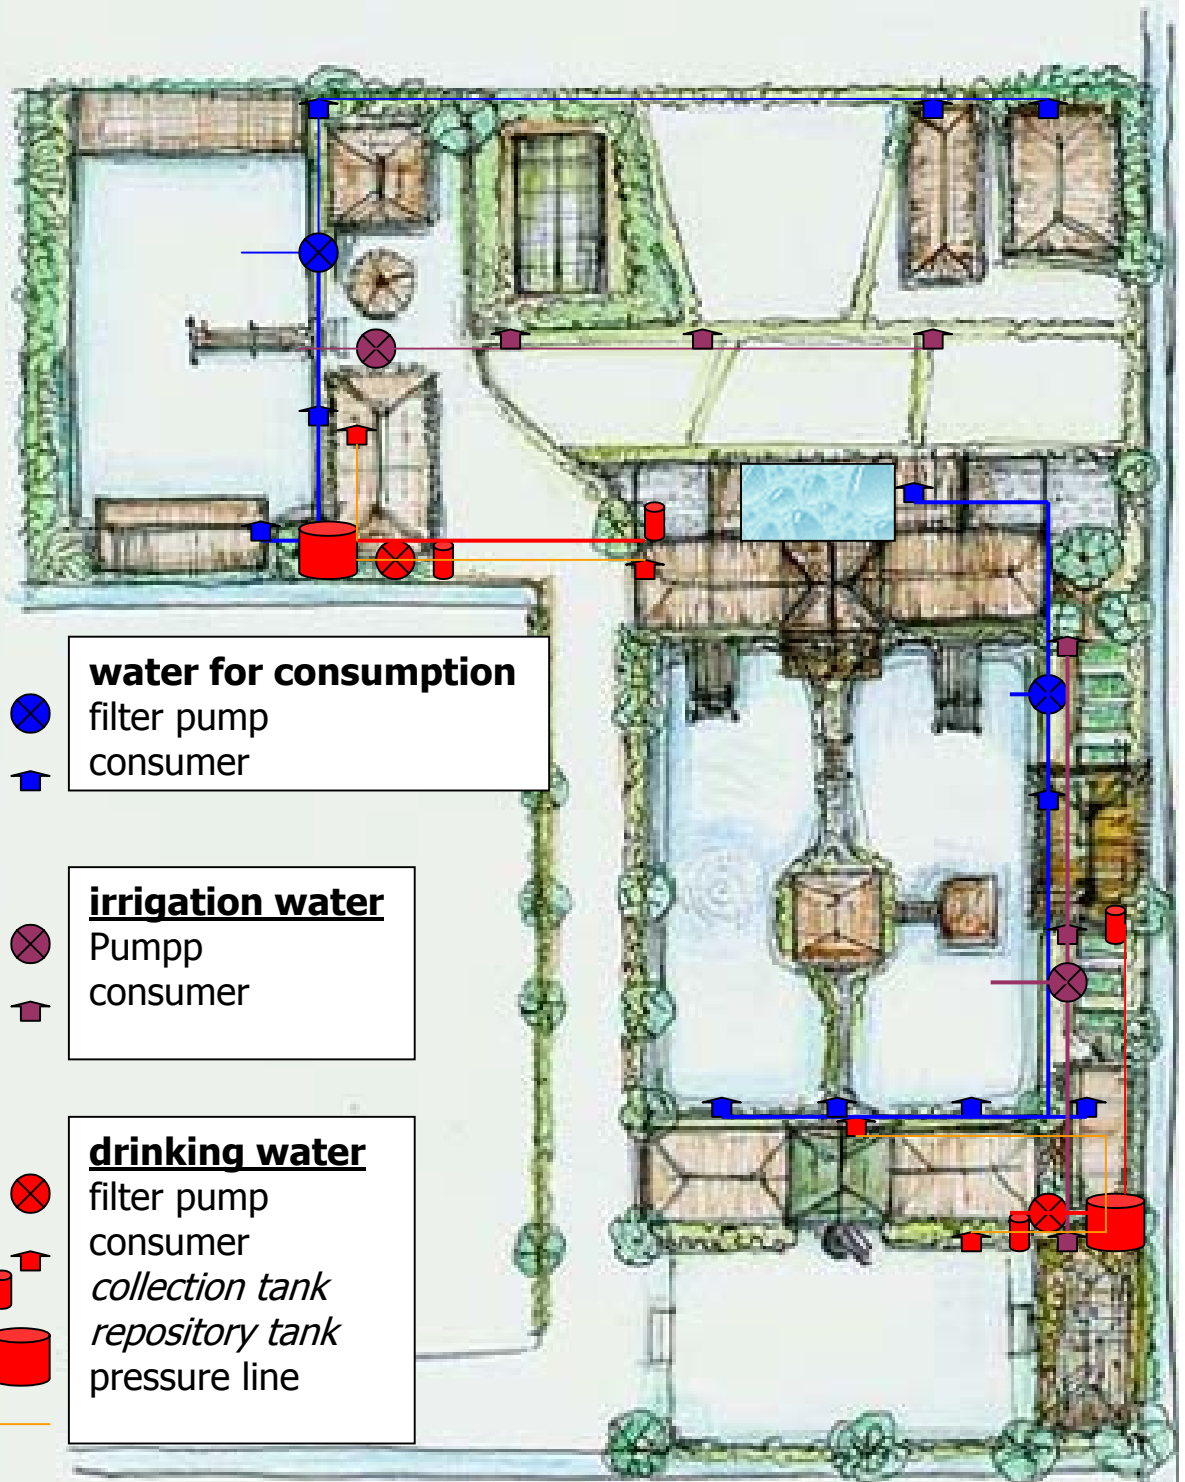 water for consumption
filter pump
consumer
irrigation water
Pumpp
consumer
drinking water
filter pump
consumer
collection tank
repository tank
pressure line